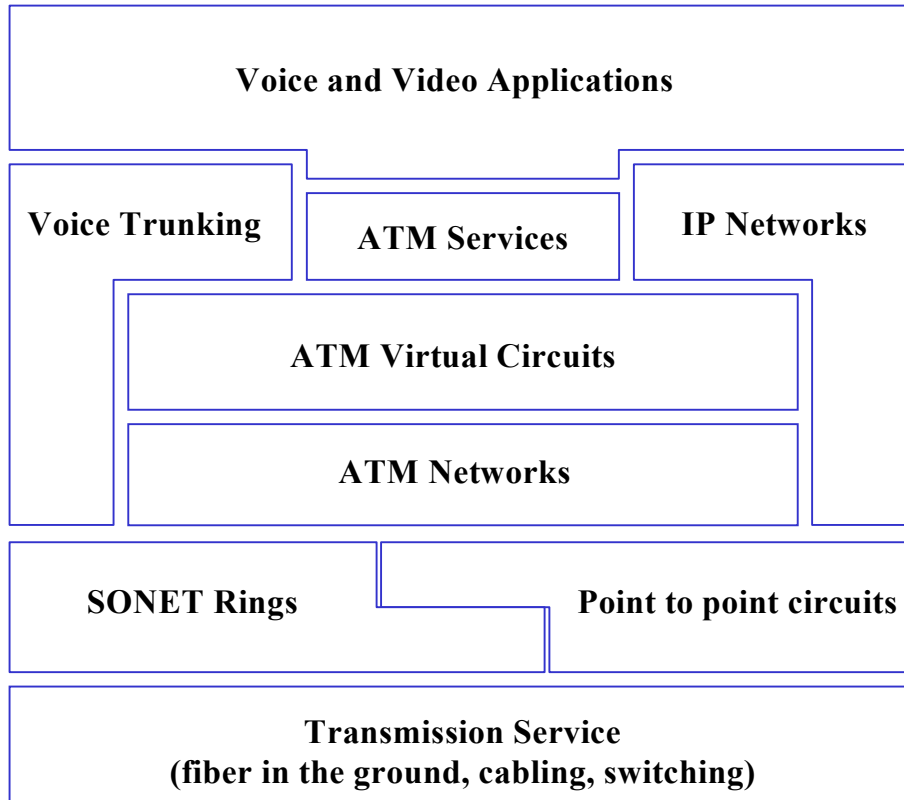 Voice and Video Applications
Voice Trunking
ATM Services
IP Networks
ATM Virtual Circuits
ATM Networks
SONET Rings
Point to point circuits
Transmission Service
(fiber in the ground, cabling, switching)